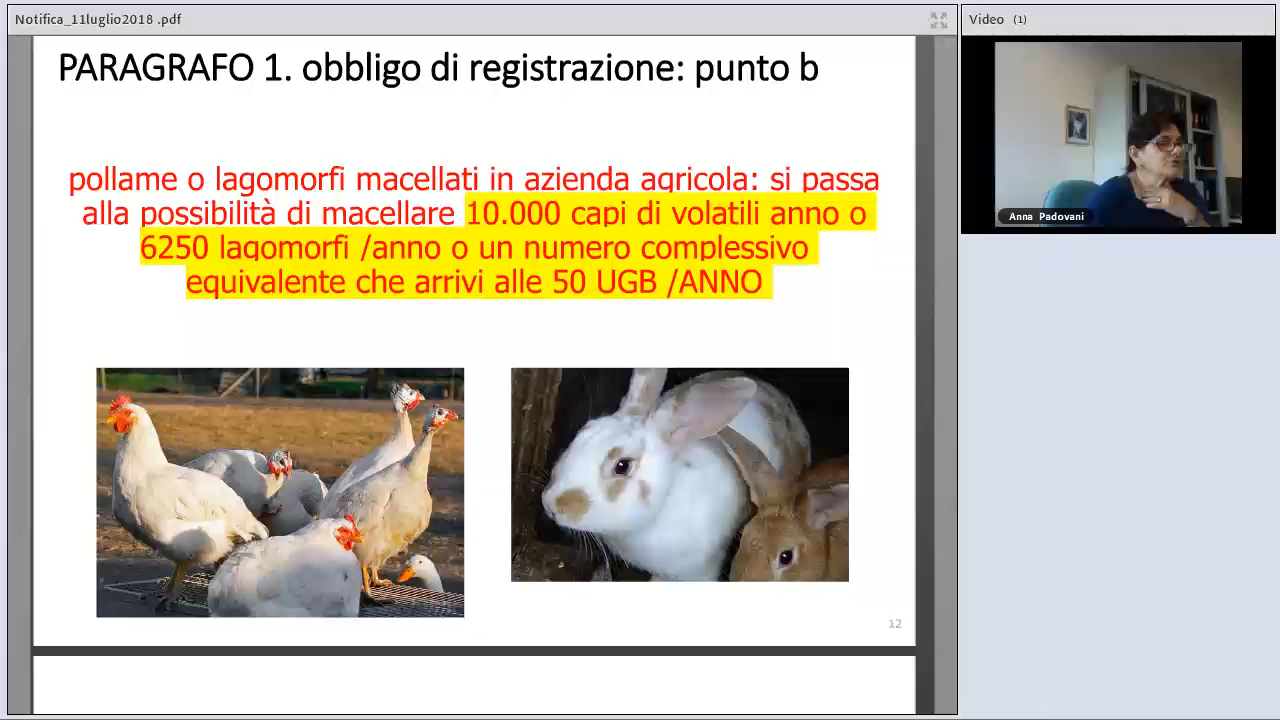 Notifica_11luglio2018 .pdf
PARAGRAFO 1. obbligo di registrazione: punto b
pollame o lagomorfi macellati in azienda agricola: si passa
alla possibilità di macellare 10.000 capi di volatili anno o
6250 lagomorfi /anno o un numero complessivo
equivalente che arrivi alle 50 UGB /ANNO
12
Video (1)
Anna Padovani